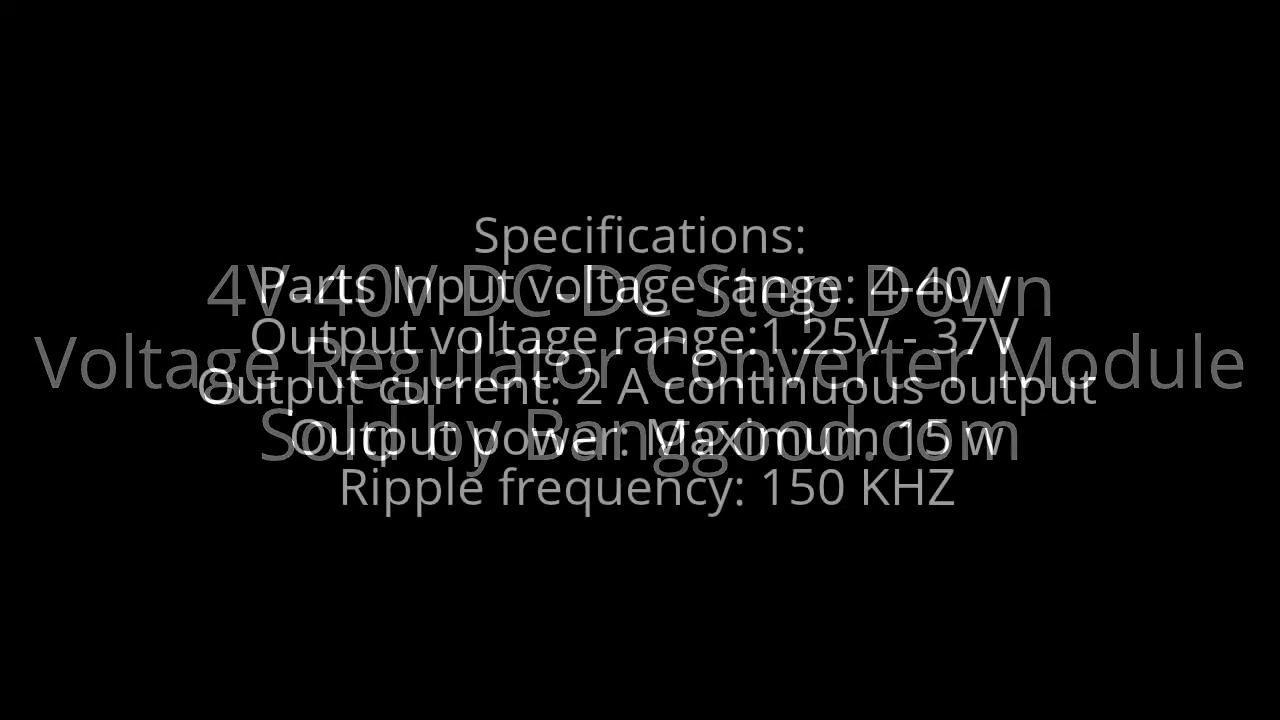 4V-40V DC-DC Step Down
Voltage Regulator Converter Module
Sold by Banggood.com
Specifications:
Parts Input voltage range: 4-40 v
Output voltage range:1.25V - 37V
Output current: 2 A continuous output
Output power: Maximum 15 w
Ripple frequency: 150 KHZ